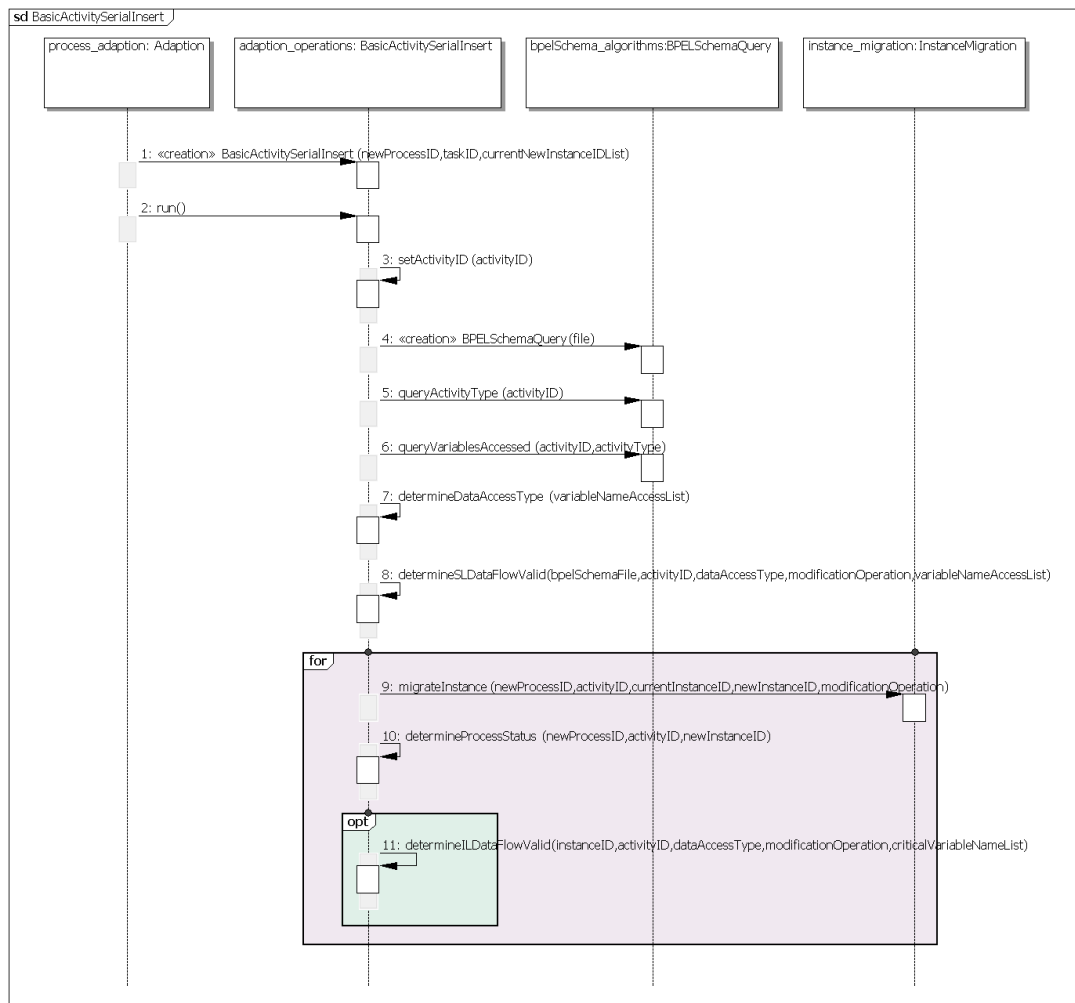 sd BasicActivitySerialInsert
process_adaption: Adaption
adaption_operations: BasicActivitySerialInsert
bpelSchema_algorithms:BPELSchemaQuery
instance_migration:InstanceMigration
1: «creation» BasicActivitySerialInsert (newProcessID,taskID,currentNewInstanceIDList)
2: run()
3: setActivityID (activityID)
4: «creation» BPELSchemaQuery(file)
5: queryActivityType (activityID)
6: queryVariablesAccessed (activityID,activityType)
7: determineDataAccessType (variableNameAccessList)
8: determineSLDataFlowValid(bpelSchemaFile,activityID,dataAccessType,modificationOperation,variableNameAccessList)
for
9: migrateInstance (newProcessID,activityID,currentInstanceID,newInstanceID,modificationOperation)
10: determineProcessStatus (newProcessID,activityID,newInstanceID)
opt
11: determineILDataFlowValid(instanceID,activityID,dataAccessType,modificationOperation,criticalVariableNameList)